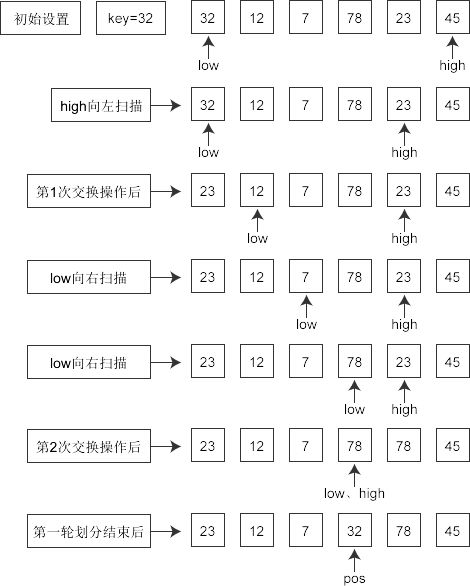 初始设置 key=32 32 12 7 78 23 45
low high
high向左扫描 32 12 7 78 23 45
low high
第1次交换操作后 23 12 7 78 23 45
low high
low向右扫描 23 12 7 78 23 45
low high
low向右扫描 23 12 7 78 23 45
low high
第2次交换操作后 23 12 7 78 78 45
low、high
第一轮划分结束后 23 12 7 32 78 45
pos